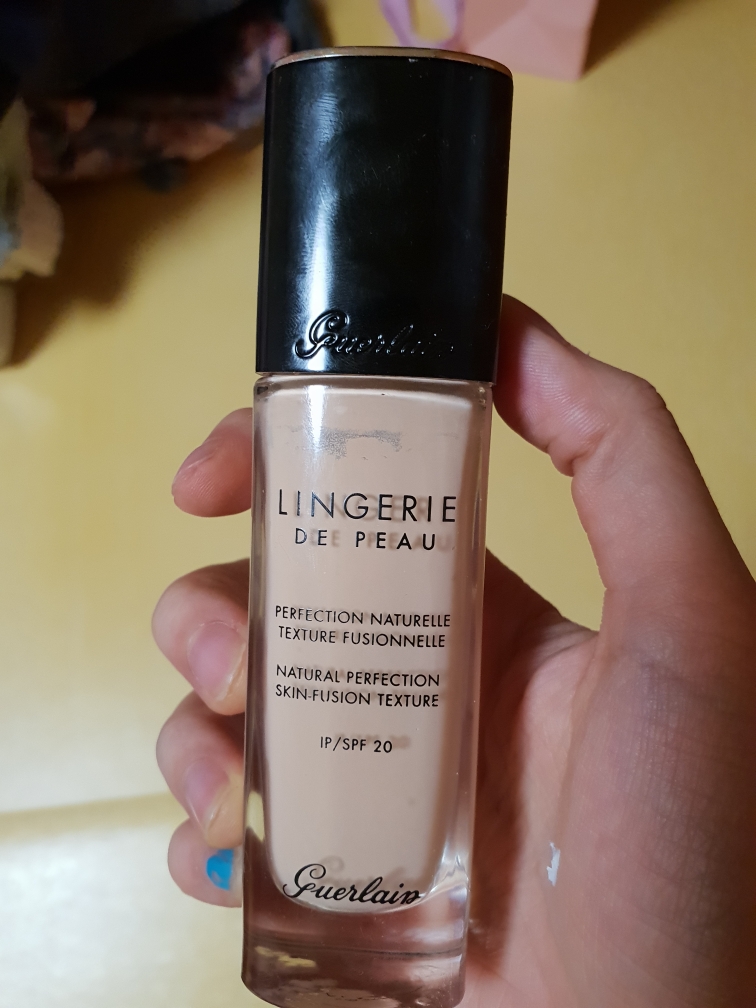 Guerlain
LINGERIE
DE PEAU
PERFECTION NATURELLE
TEXTURE FUSIONNELLE
NATURAL PERFECTION
SKIN-FUSION TEXTURE
IP/SPF 20
Guerlain